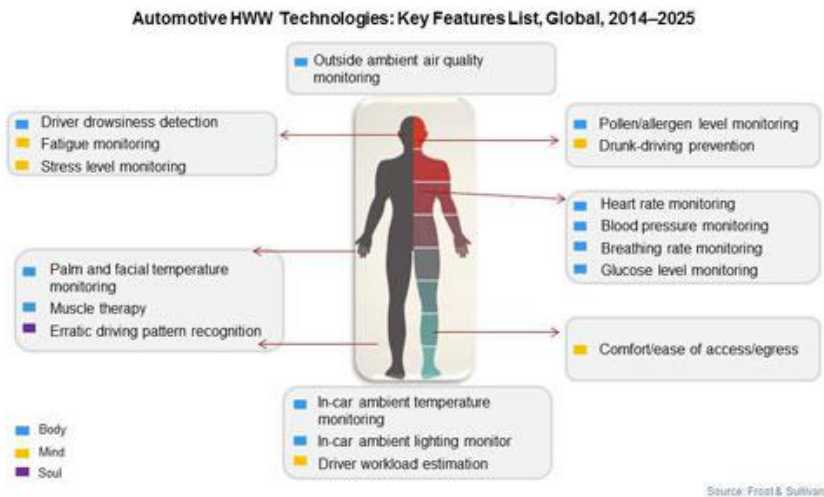 Automotive HWW Technologies: Key Features List, Global, 2014–2025
Outside ambient air quality
monitoring
Driver drowsiness detection
Fatigue monitoring
Stress level monitoring
Pollen/allergen level monitoring
Drunk-driving prevention
Heart rate monitoring
Blood pressure monitoring
Breathing rate monitoring
Glucose level monitoring
Palm and facial temperature
monitoring
Muscle therapy
Erratic driving pattern recognition
Comfort/ease of access/egress
In-car ambient temperature
monitoring
In-car ambient lighting monitor
Driver workload estimation
Body
Mind
Soul
Source: Frost & Sullivan